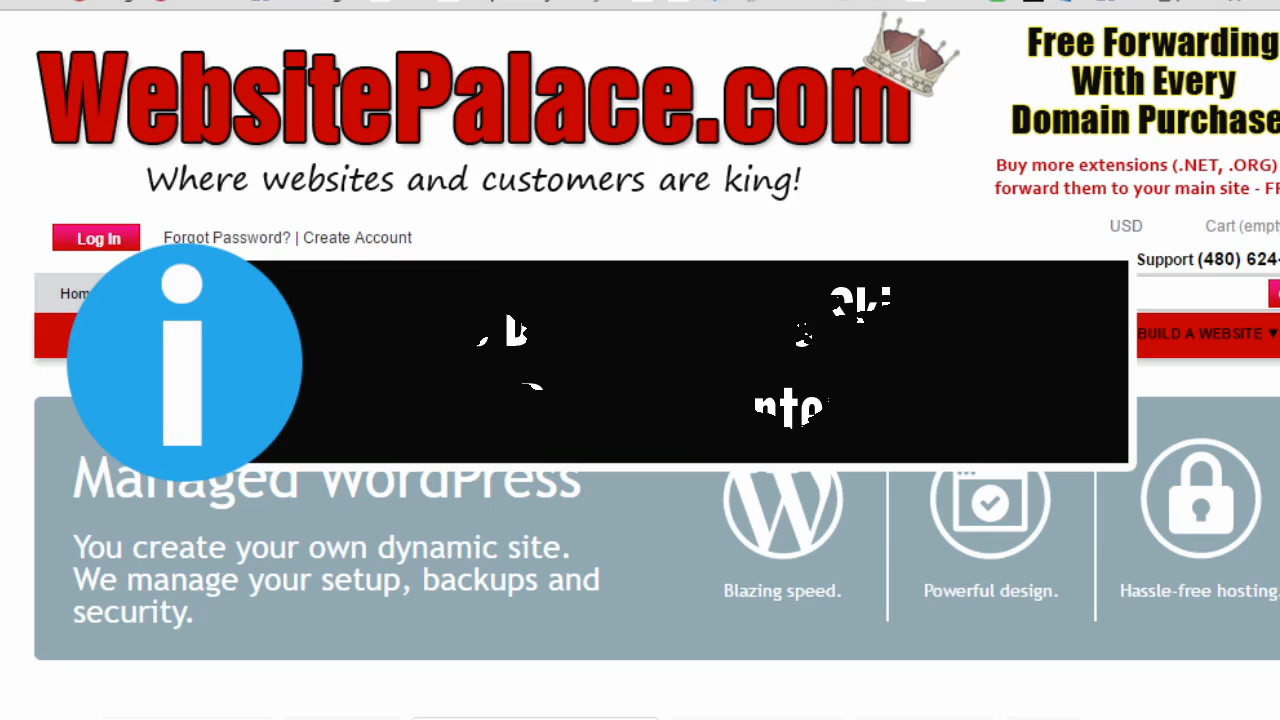 WebsitePalace.com
Where websites and customers are king!
Free Forwarding
With Every
Domain Purchase
Buy more extensions (.NET, .ORG)
forward them to your main site -
Log In
Forgot Password? | Create Account
USD
Cart
Support (480) 624-
BUILD A WEBSITE ▼
Managed WordPress
You create your own dynamic site.
We manage your setup, backups and
security.
Blazing speed.
Powerful design.
Hassle-free hosting.